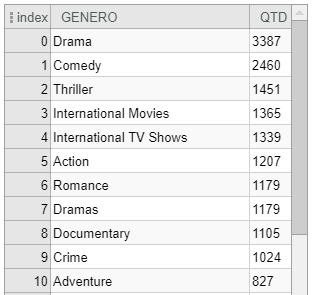 index GENERO QTD
0 Drama 3387
1 Comedy 2460
2 Thriller 1451
3 International Movies 1365
4 International TV Shows 1339
5 Action 1207
6 Romance 1179
7 Dramas 1179
8 Documentary 1105
9 Crime 1024
10 Adventure 827